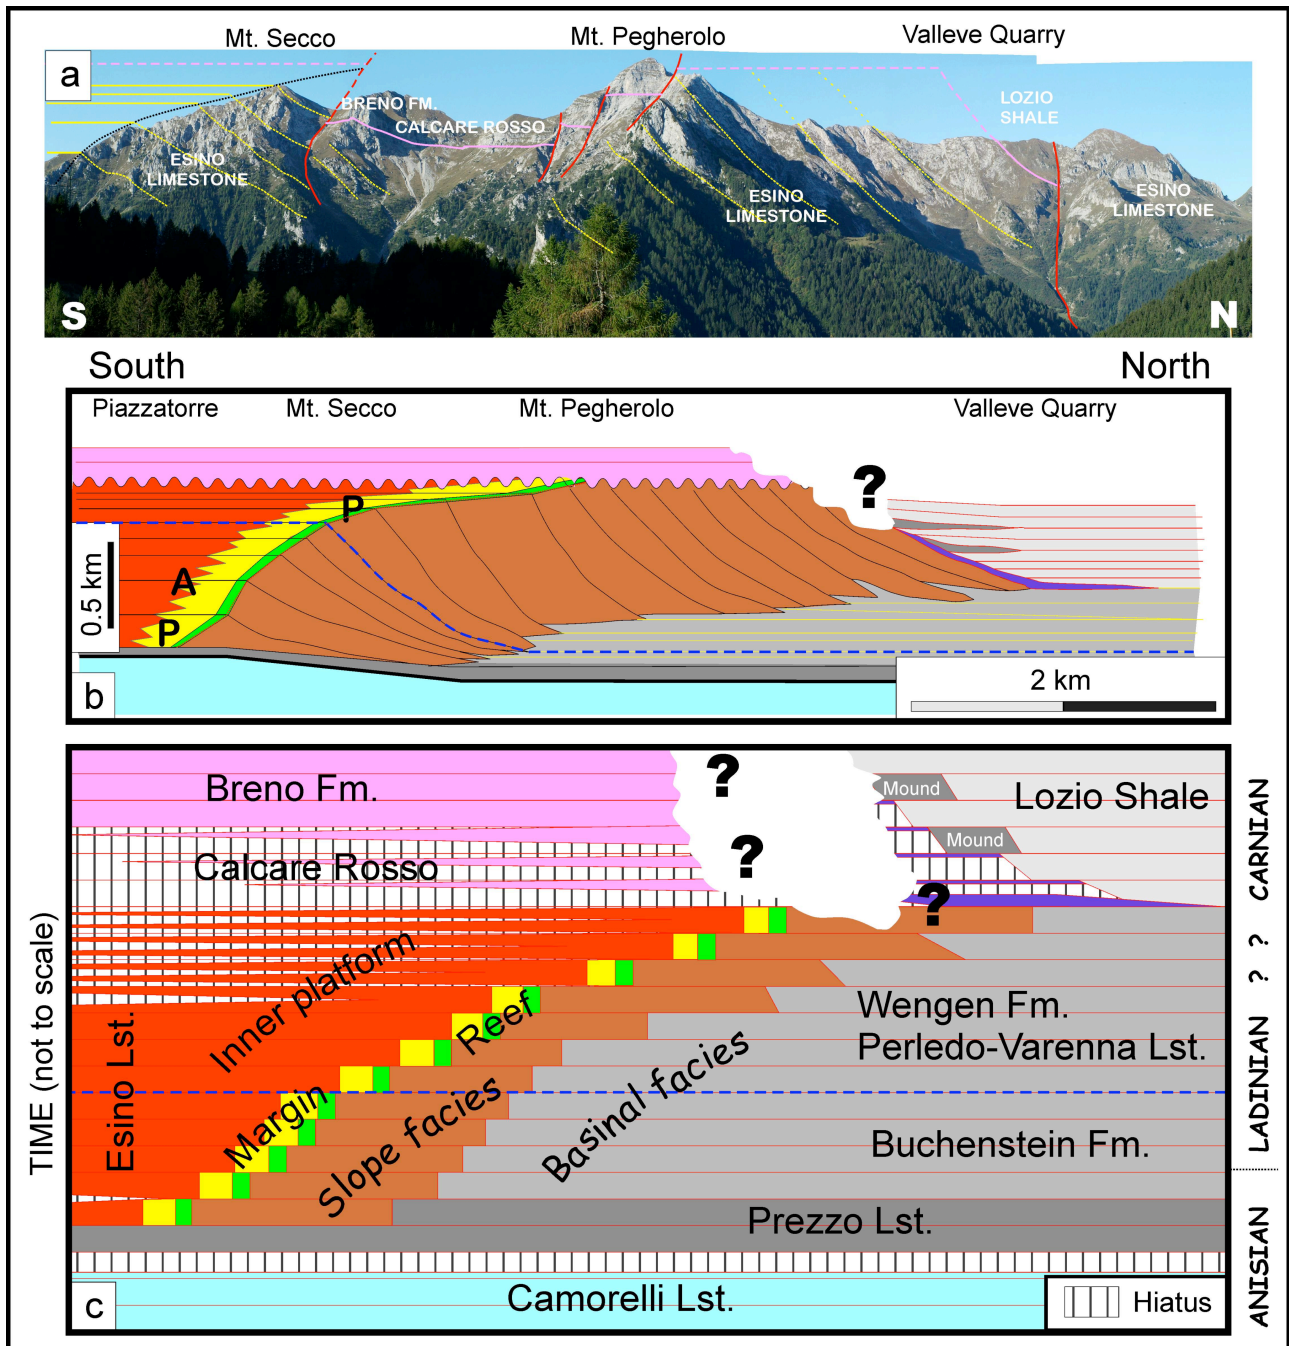 Mt. Secco
Mt. Pegherolo
Valleve Quarry
a
BRENO FM.
CALCARE ROSSO
LOZIO
SHALE
ESINO
LIMESTONE
ESINO
LIMESTONE
ESINO
LIMESTONE
S
N
South
North
Piazzatorre
Mt. Secco
Mt. Pegherolo
Valleve Quarry
?
P
A
P
0.5 km
2 km
b
Breno Fm.
?
Mound
Lozio Shale
Calcare Rosso
?
Mound
?
Inner platform
Esino Lst.
Reef
Margin
Slope facies
Basinal facies
Wengen Fm.
Perledo-Varenna Lst.
Buchenstein Fm.
Prezzo Lst.
Camorelli Lst.
c
Hiatus
TIME (not to scale)
CARNIAN
?
?
LADINIAN
ANISIAN